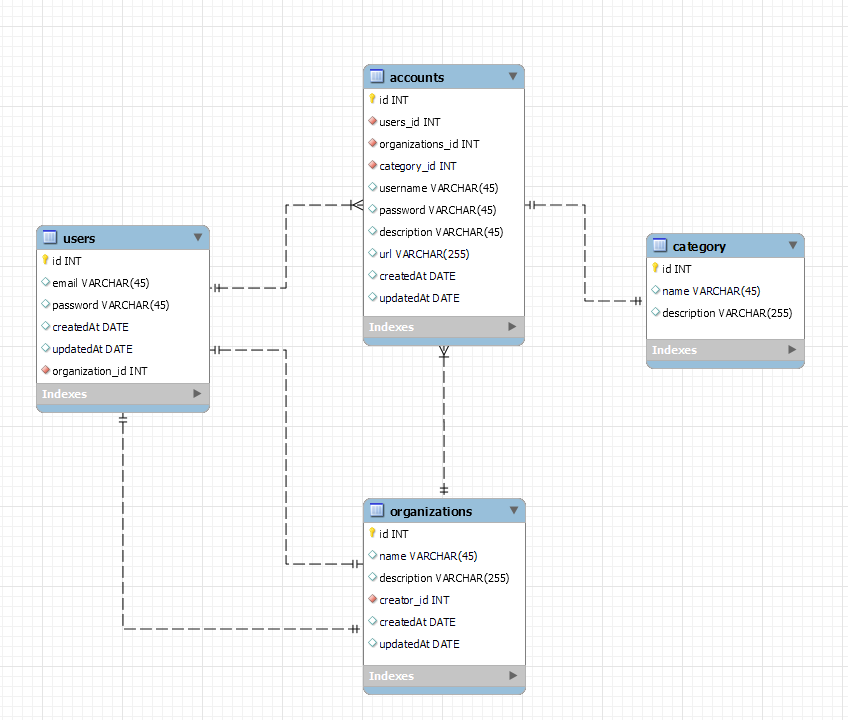 accounts
id INT
users_id INT
organizations_id INT
category_id INT
username VARCHAR(45)
password VARCHAR(45)
description VARCHAR(45)
url VARCHAR(255)
createdAt DATE
updatedAt DATE
Indexes
users
id INT
email VARCHAR(45)
password VARCHAR(45)
createdAt DATE
updatedAt DATE
organization_id INT
Indexes
category
id INT
name VARCHAR(45)
description VARCHAR(255)
Indexes
organizations
id INT
name VARCHAR(45)
description VARCHAR(255)
creator_id INT
createdAt DATE
updatedAt DATE
Indexes